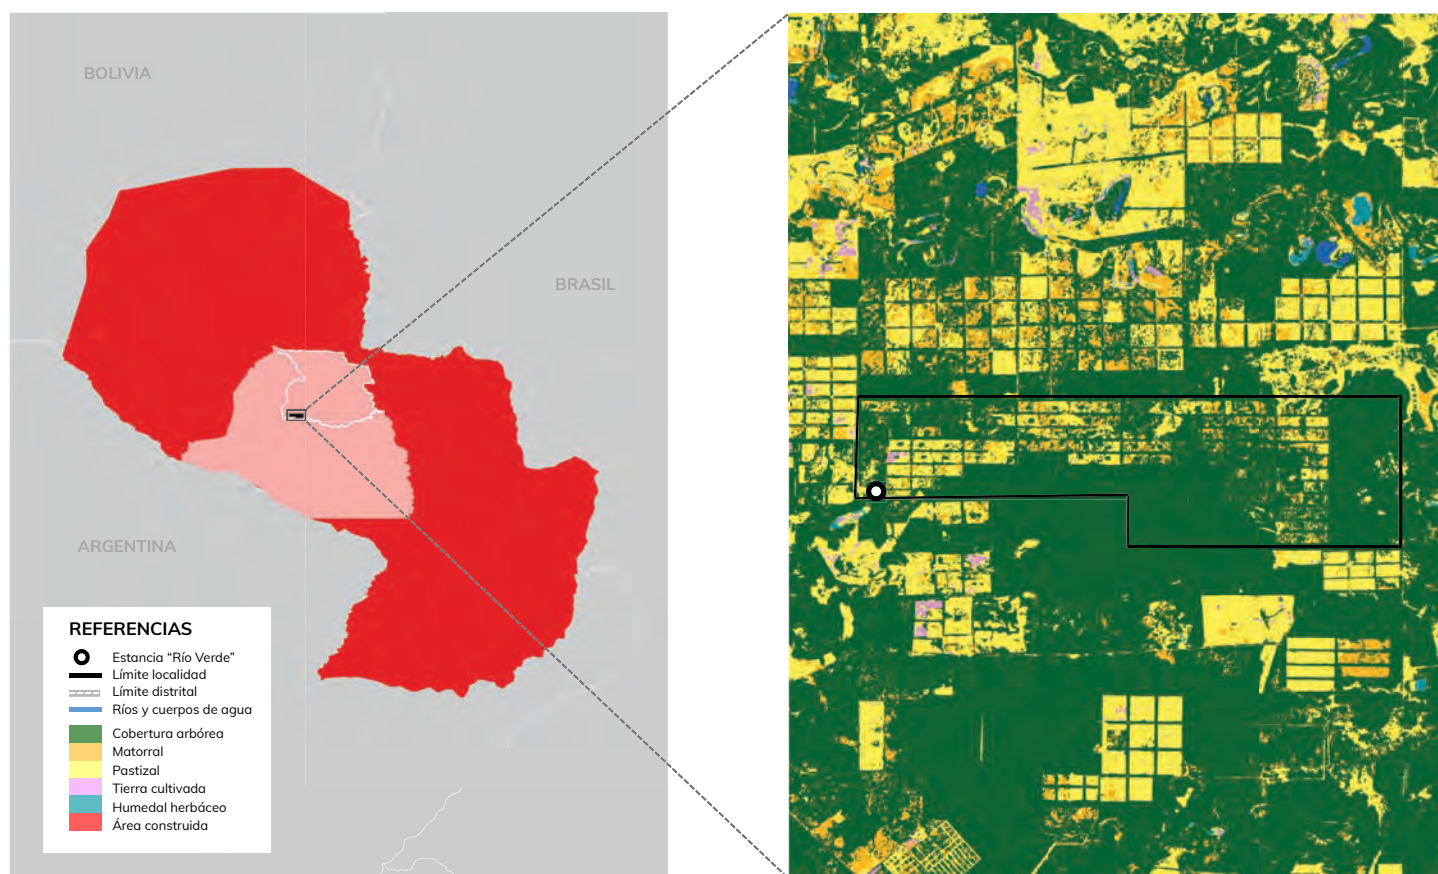 BOLIVIA
BRASIL
ARGENTINA
REFERENCIAS
Estancia “Río Verde”
Límite localidad
Límite distrital
Ríos y cuerpos de agua
Cobertura arbórea
Matorral
Pastizal
Tierra cultivada
Humedal herbáceo
Área construida